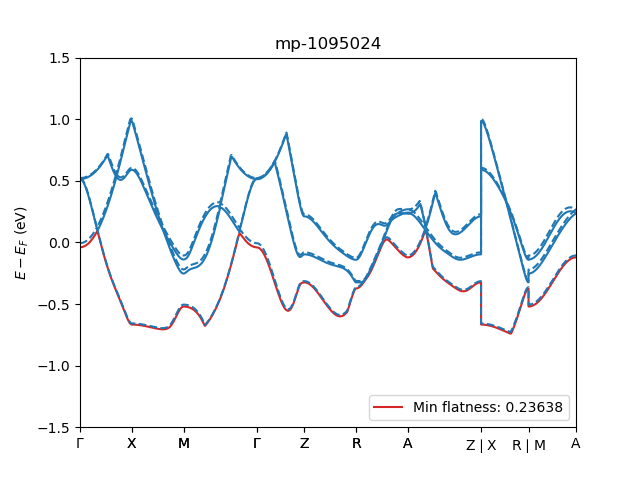 mp-1095024
E − E_F (eV)
1.5
1.0
0.5
0.0
−0.5
−1.0
−1.5
Min flatness: 0.23638
Γ X M Γ Z R A Z | X R | M A